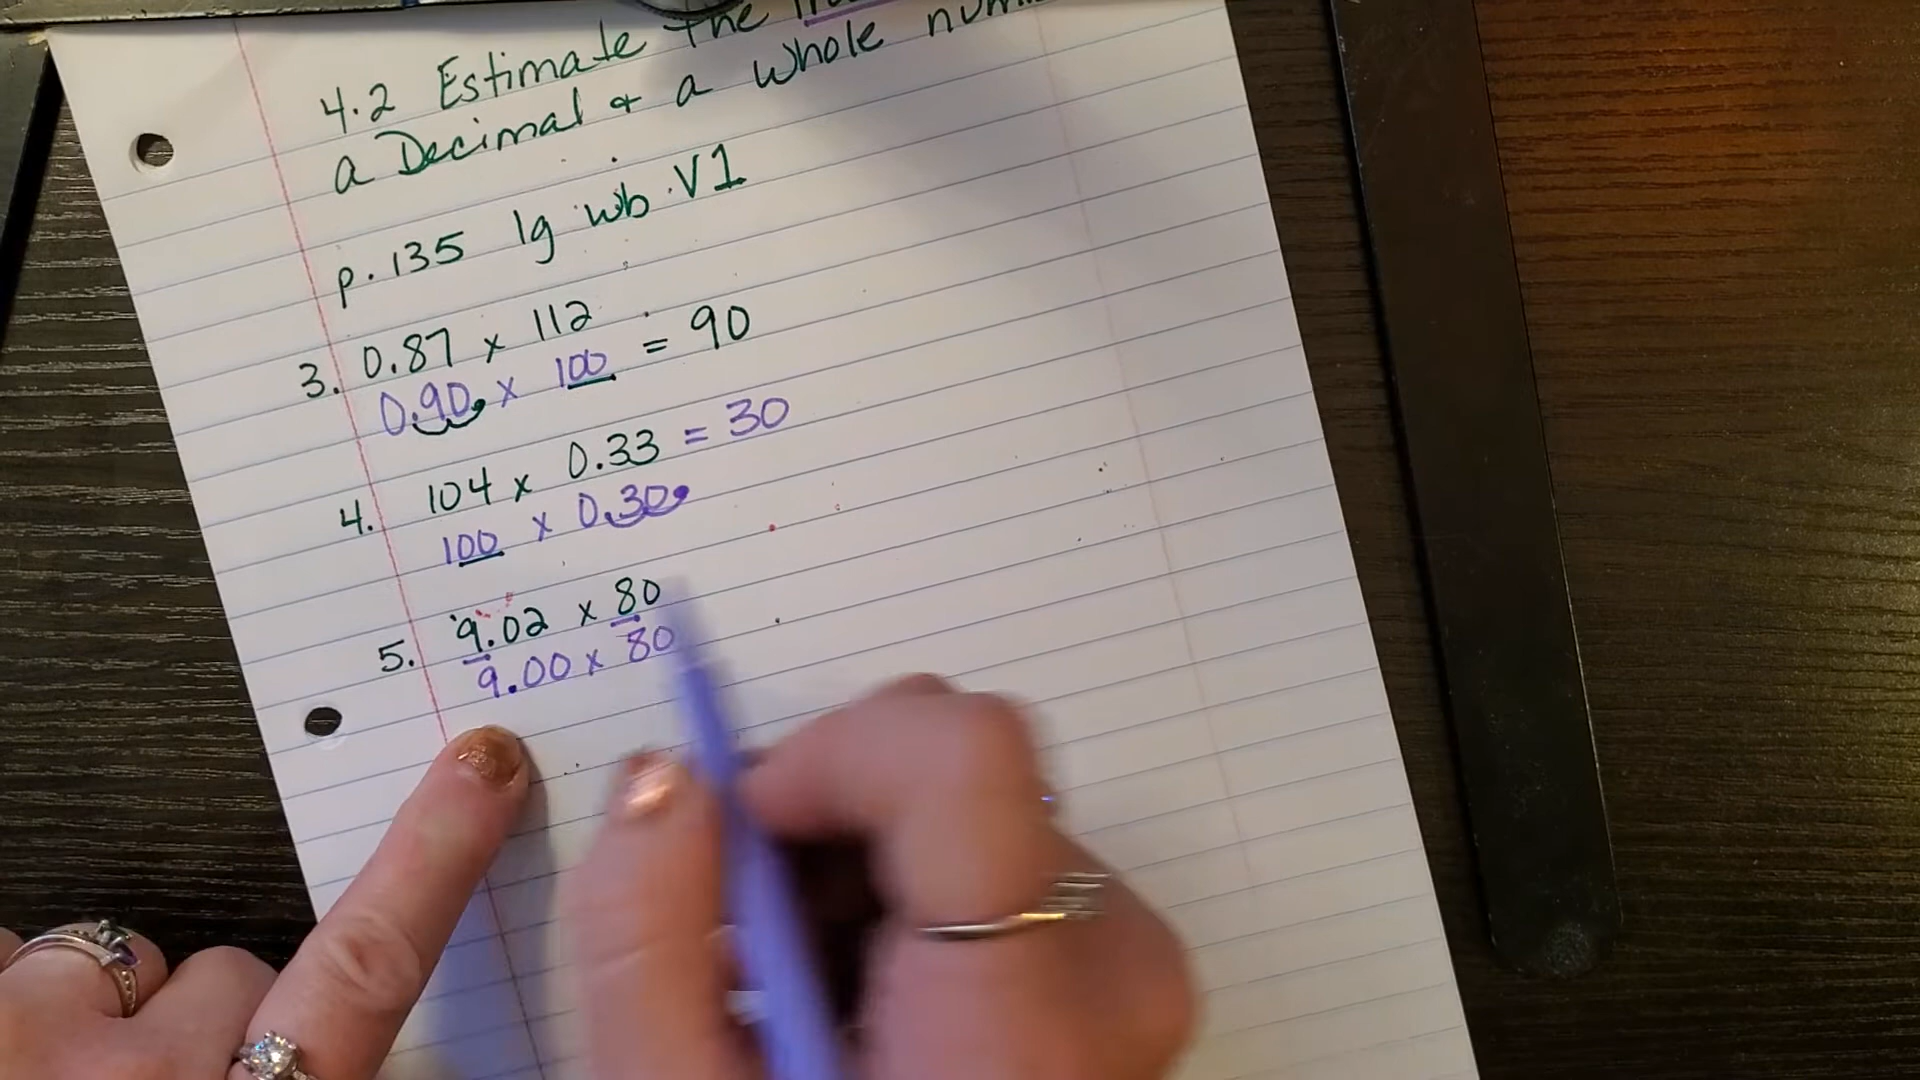 4.2 Estimate the
a Decimal & a whole
p. 135 lg wb V1
3. 0.87 x 112
0.90 x 100 = 90
4. 104 x 0.33 = 30
100 x 0.30
5. 9.02 x 80
9.00 x 80